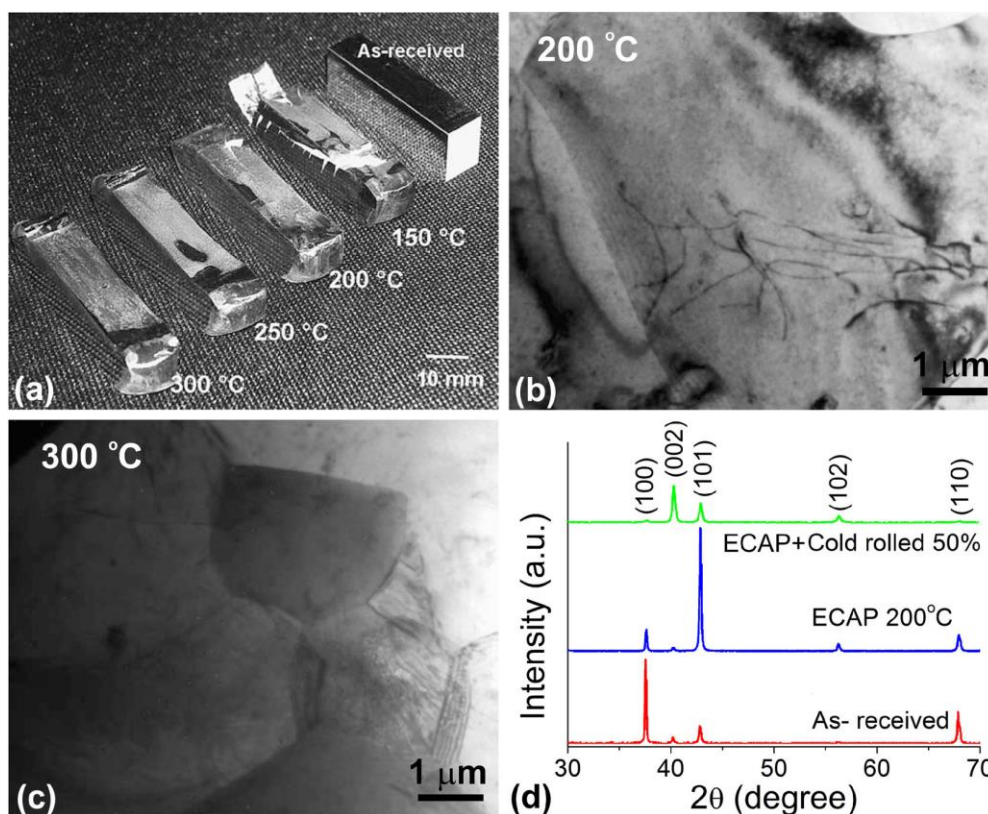 As-received
150 °C
200 °C
250 °C
300 °C
10 mm
(a)
200 °C
1 μm
(b)
300 °C
1 μm
(c)
(100)
(002)
(101)
(102)
(110)
ECAP+Cold rolled 50%
ECAP 200°C
As- received
Intensity (a.u.)
30 40 50 60 70
2θ (degree)
(d)